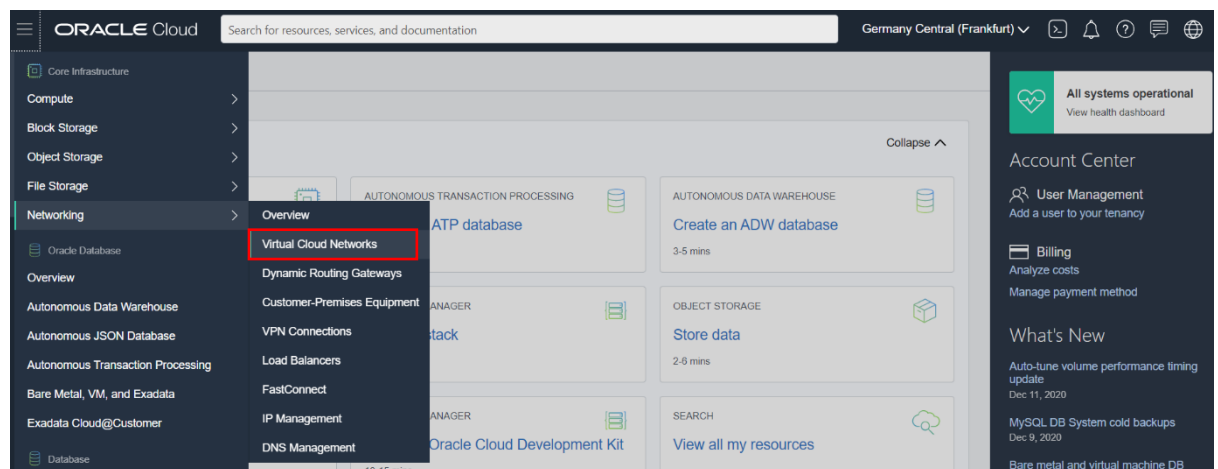 ORACLE Cloud
Search for resources, services, and documentation
Germany Central (Frankfurt)
Core Infrastructure
Compute
Block Storage
Object Storage
File Storage
Networking
Oracle Database
Overview
Autonomous Data Warehouse
Autonomous JSON Database
Autonomous Transaction Processing
Bare Metal, VM, and Exadata
Exadata Cloud@Customer
Database
Overview
Virtual Cloud Networks
Dynamic Routing Gateways
Customer-Premises Equipment
VPN Connections
Load Balancers
FastConnect
IP Management
DNS Management
Collapse
AUTONOMOUS TRANSACTION PROCESSING
ATP database
AUTONOMOUS DATA WAREHOUSE
Create an ADW database
3-5 mins
ANAGER
stack
OBJECT STORAGE
Store data
2-6 mins
ANAGER
Oracle Cloud Development Kit
SEARCH
View all my resources
All systems operational
View health dashboard
Account Center
User Management
Add a user to your tenancy
Billing
Analyze costs
Manage payment method
What's New
Auto-tune volume performance timing
update
Dec 11, 2020
MySQL DB System cold backups
Dec 9, 2020
Bare metal and virtual machine DB